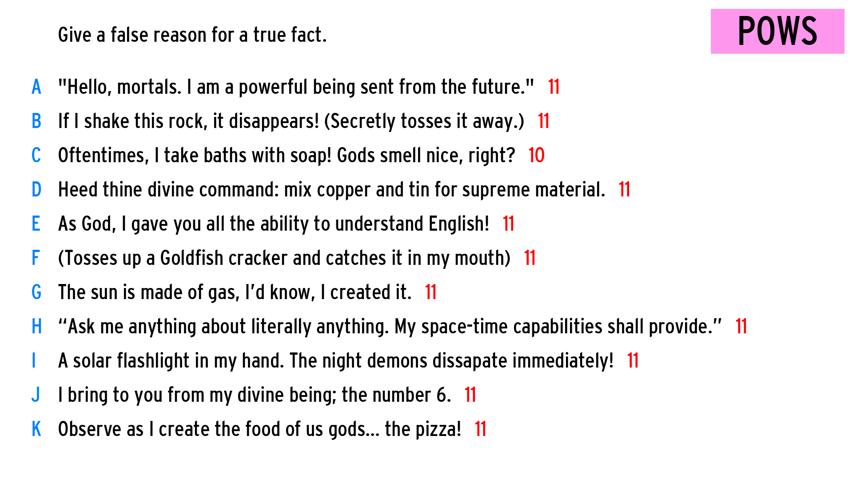 Give a false reason for a true fact.
POWS
A "Hello, mortals. I am a powerful being sent from the future." 11
B If I shake this rock, it disappears! (Secretly tosses it away.) 11
C Oftentimes, I take baths with soap! Gods smell nice, right? 10
D Heed thine divine command: mix copper and tin for supreme material. 11
E As God, I gave you all the ability to understand English! 11
F (Tosses up a Goldfish cracker and catches it in my mouth) 11
G The sun is made of gas, I'd know, I created it. 11
H “Ask me anything about literally anything. My space-time capabilities shall provide.” 11
I A solar flashlight in my hand. The night demons dissapate immediately! 11
J I bring to you from my divine being; the number 6. 11
K Observe as I create the food of us gods... the pizza! 11